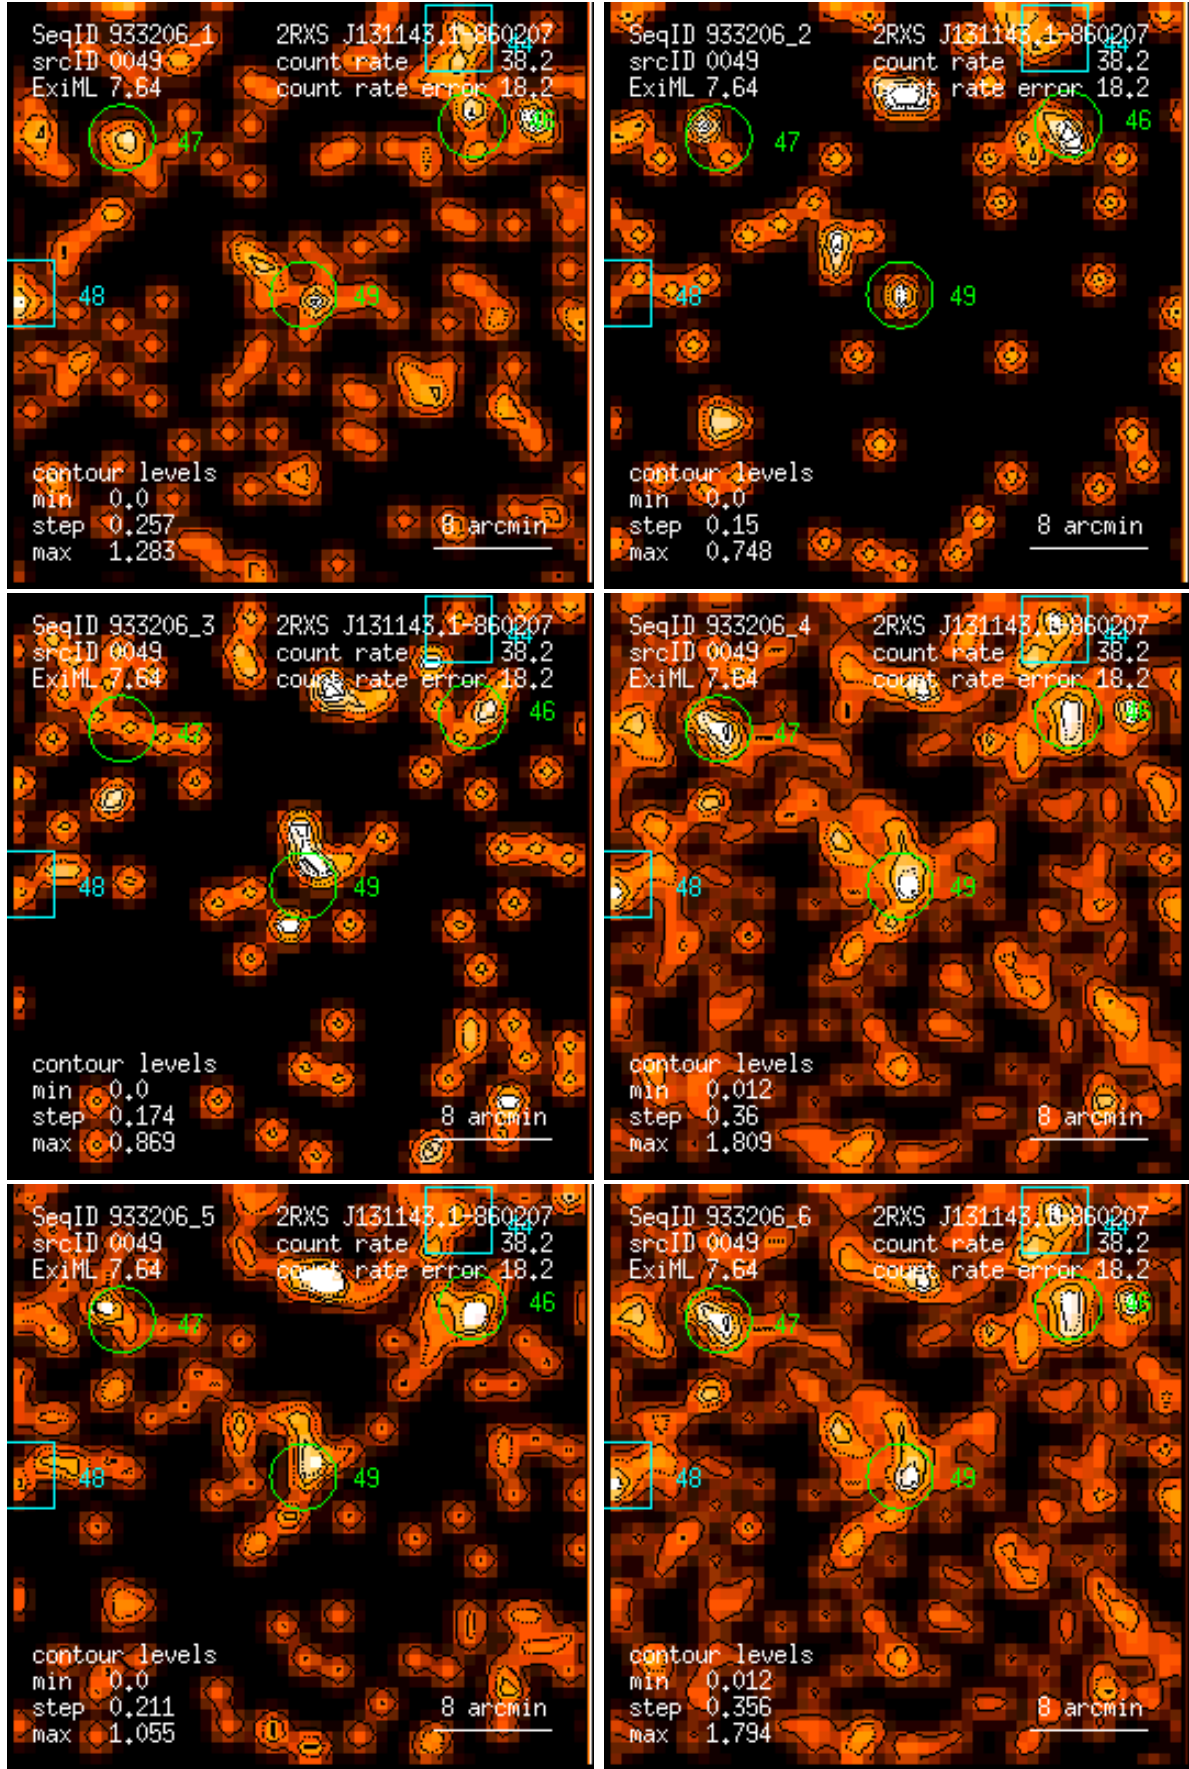 SeqID 933206_1 2RXS J131143.1-860207
srcID 0049 count rate 38.2
ExiML 7.64 count rate error 18.2
44
46
47
48
49
contour levels
min 0.0
step 0.257
max 1.283
8 arcmin
SeqID 933206_2 2RXS J131143.1-860207
srcID 0049 count rate 38.2
ExiML 7.64 count rate error 18.2
44
46
47
48
49
contour levels
min 0.0
step 0.15
max 0.748
8 arcmin
SeqID 933206_3 2RXS J131143.1-860207
srcID 0049 count rate 38.2
ExiML 7.64 count rate error 18.2
44
46
47
48
49
contour levels
min 0.0
step 0.174
max 0.869
8 arcmin
SeqID 933206_4 2RXS J131143.1-860207
srcID 0049 count rate 38.2
ExiML 7.64 count rate error 18.2
44
46
47
48
49
contour levels
min 0.012
step 0.36
max 1.809
8 arcmin
SeqID 933206_5 2RXS J131143.1-860207
srcID 0049 count rate 38.2
ExiML 7.64 count rate error 18.2
44
46
47
48
49
contour levels
min 0.0
step 0.211
max 1.055
8 arcmin
SeqID 933206_6 2RXS J131143.1-860207
srcID 0049 count rate 38.2
ExiML 7.64 count rate error 18.2
44
46
47
48
49
contour levels
min 0.012
step 0.356
max 1.794
8 arcmin